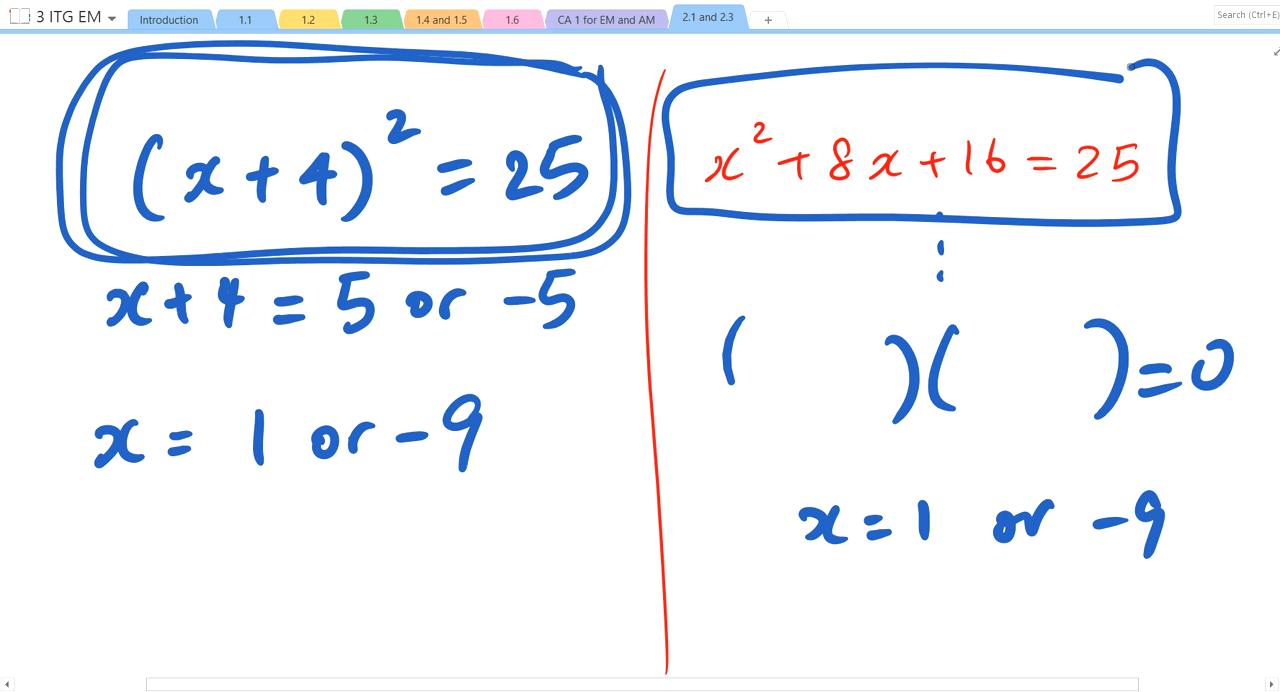 3 ITG EM Introduction 1.1 1.2 1.3 1.4 and 1.5 1.6 CA 1 for EM and AM 2.1 and 2.3 + Search (Ctrl+E)
(x+4)² = 25
x+4 = 5 or -5
x = 1 or -9
x² + 8x + 16 = 25
( )( ) = 0
x = 1 or -9